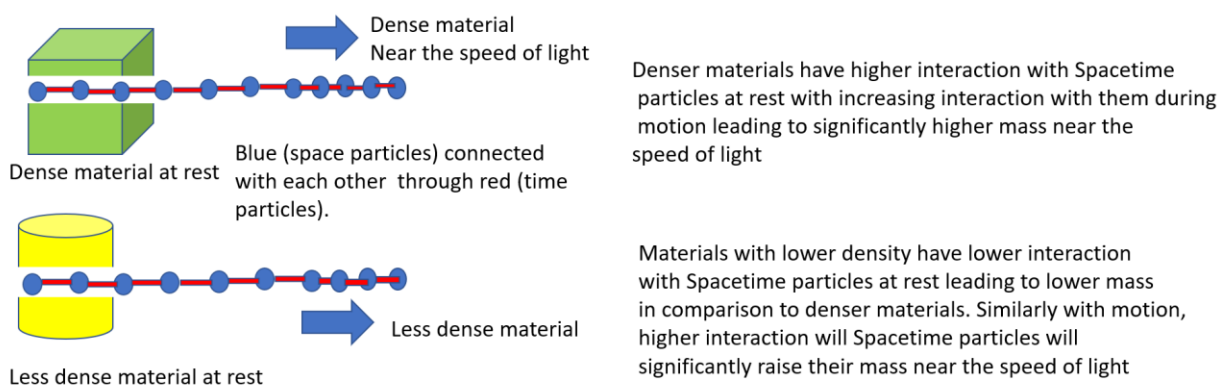 Dense material
Near the speed of light
Dense material at rest
Blue (space particles) connected
with each other through red (time
particles).
Denser materials have higher interaction with Spacetime
particles at rest with increasing interaction with them during
motion leading to significantly higher mass near the
speed of light
Less dense material
Less dense material at rest
Materials with lower density have lower interaction
with Spacetime particles at rest leading to lower mass
in comparison to denser materials. Similarly with motion,
higher interaction will Spacetime particles will
significantly raise their mass near the speed of light